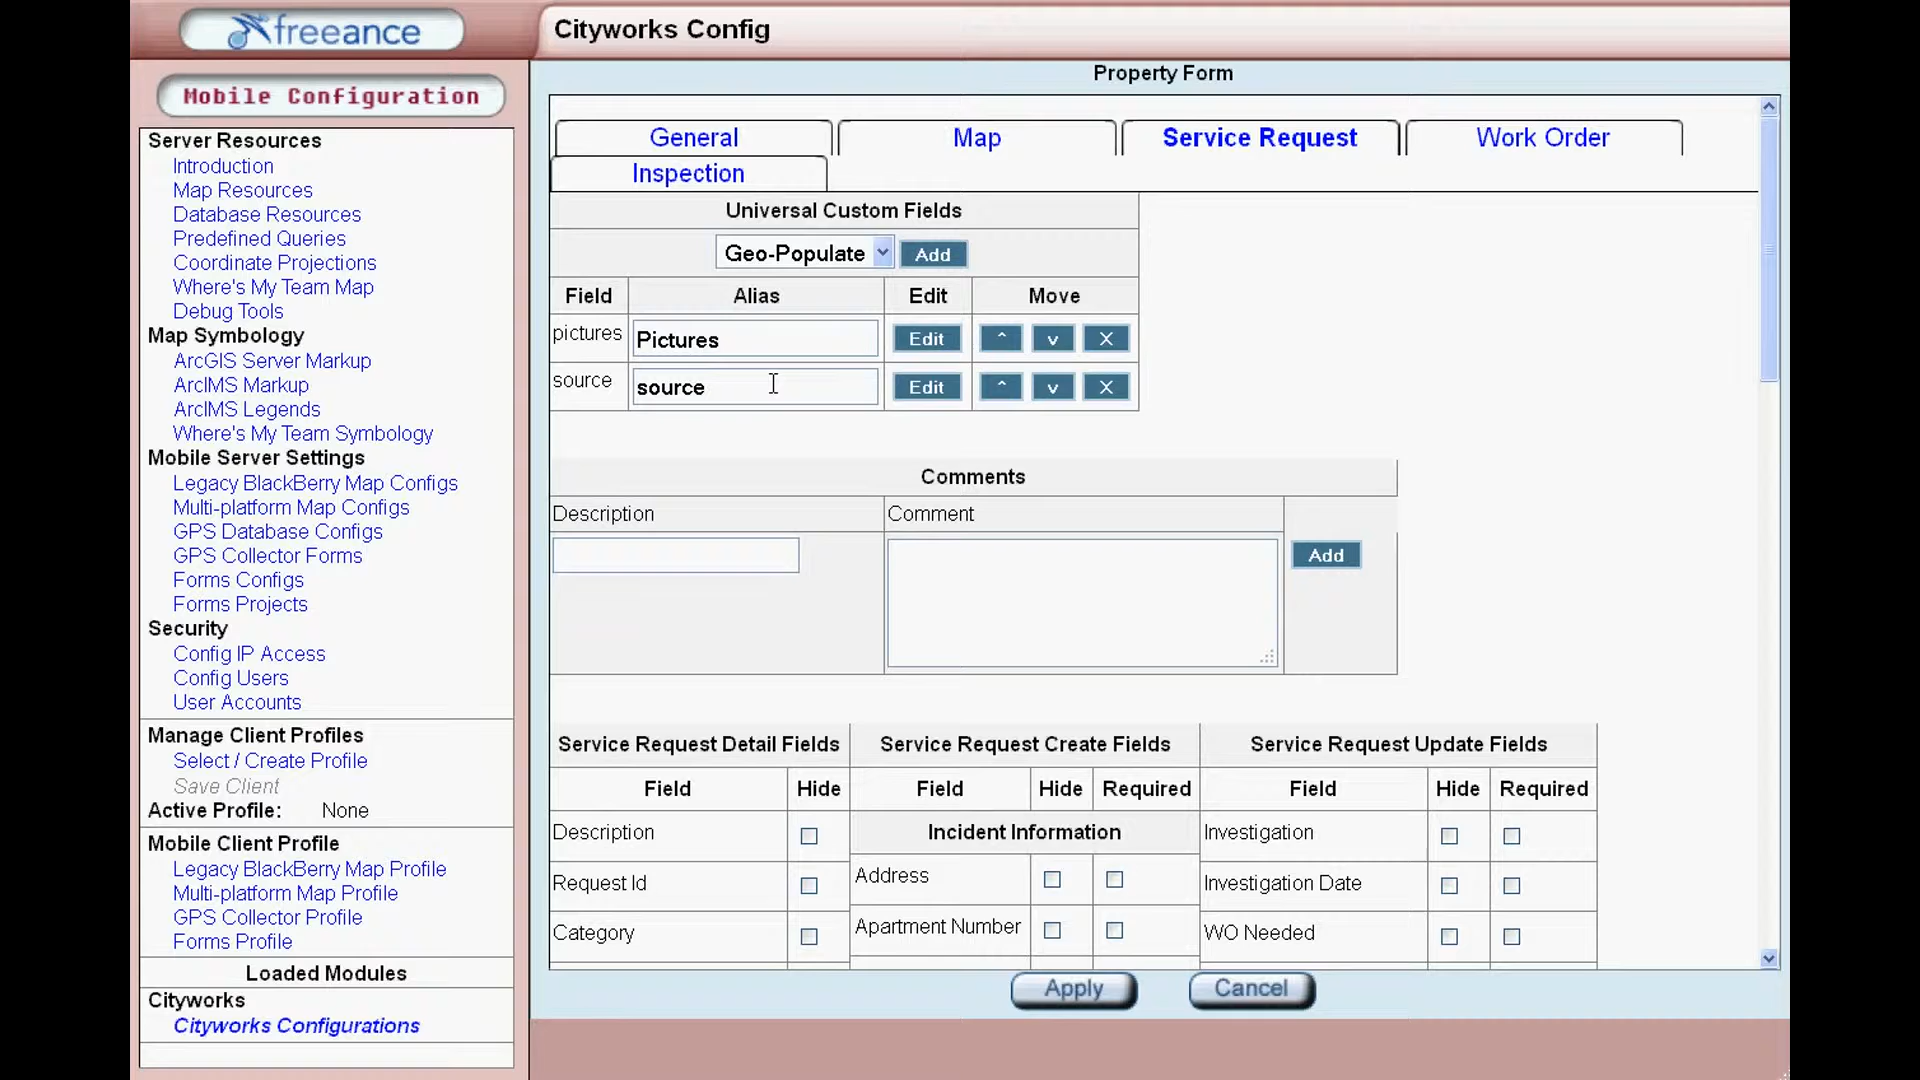 freeance
Cityworks Config
Mobile Configuration
Server Resources
Introduction
Map Resources
Database Resources
Predefined Queries
Coordinate Projections
Where's My Team Map
Debug Tools
Map Symbology
ArcGIS Server Markup
ArcIMS Markup
ArcIMS Legends
Where's My Team Symbology
Mobile Server Settings
Legacy BlackBerry Map Configs
Multi-platform Map Configs
GPS Database Configs
GPS Collector Forms
Forms Configs
Forms Projects
Security
Config IP Access
Config Users
User Accounts
Manage Client Profiles
Select / Create Profile
Save Client
Active Profile: None
Mobile Client Profile
Legacy BlackBerry Map Profile
Multi-platform Map Profile
GPS Collector Profile
Forms Profile
Loaded Modules
Cityworks
Cityworks Configurations
Property Form
General Map Service Request Work Order
Inspection
Universal Custom Fields
Geo-Populate Add
Field Alias Edit Move
pictures Pictures Edit ^ v X
source source Edit ^ v X
Comments
Description Comment
Add
Service Request Detail Fields Service Request Create Fields Service Request Update Fields
Field Hide Field Hide Required Field Hide Required
Description Incident Information Investigation
Request Id Address Investigation Date
Category Apartment Number WO Needed
Apply Cancel